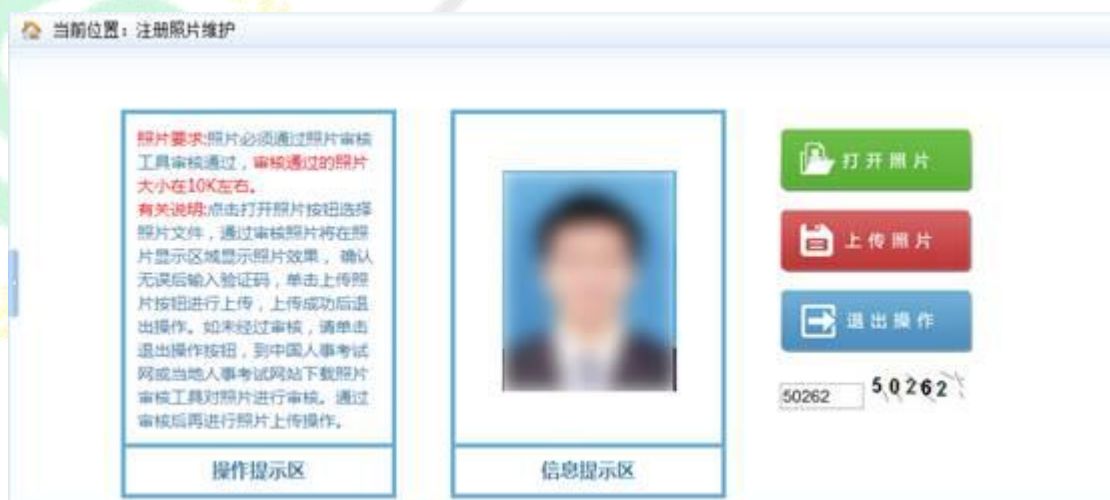 当前位置：注册照片维护
照片要求:照片必须通过照片审核
工具审核通过，审核通过的照片
大小在10K左右。
有关说明:点击打开照片按钮选择
照片文件，通过审核照片将在照
片显示区域显示照片效果，确认
无误后输入验证码，单击上传照
片按钮进行上传，上传成功后退
出操作。如未经过审核，请单击
退出操作按钮，到中国人事考试
网或当地人事考试网站下载照片
审核工具对照片进行审核。通过
审核后再进行照片上传操作。
操作提示区
信息提示区
打开照片
上传照片
退出操作
50262
50262